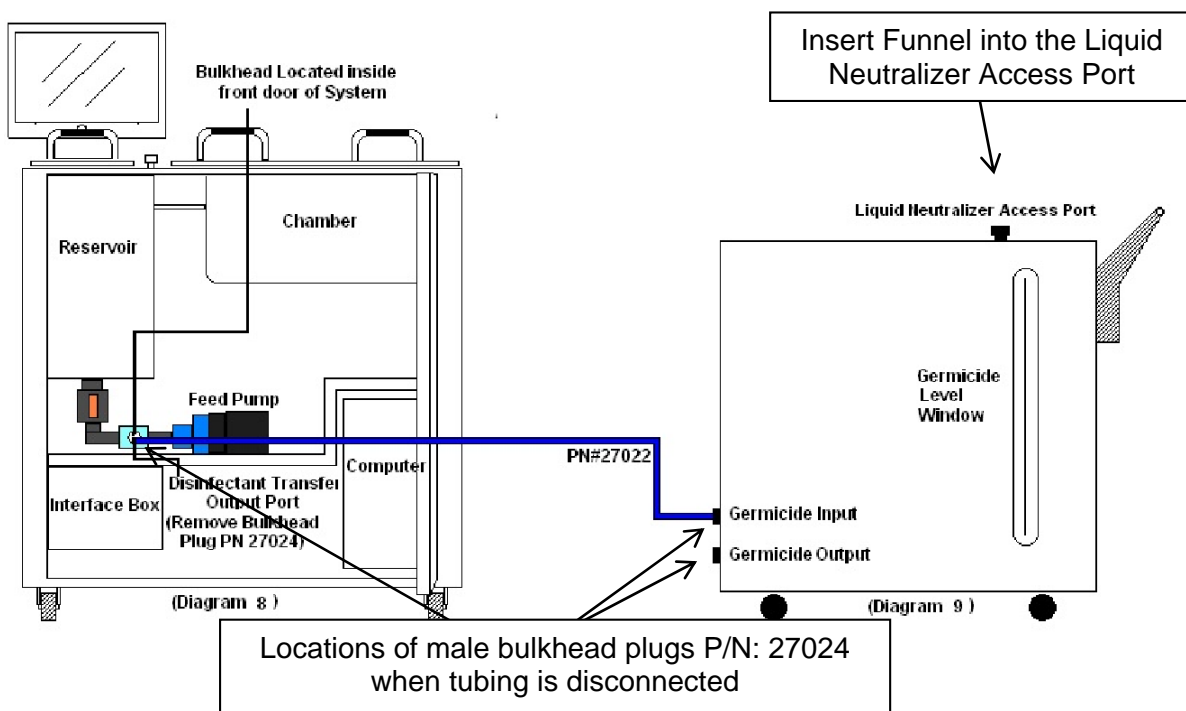 Insert Funnel into the Liquid
Neutralizer Access Port
Bulkhead Located inside
front door of System
Chamber
Reservoir
Liquid Neutralizer Access Port
Germicide
Level
Window
Feed Pump
PN#27022
Computer
Disinfectant Transfer
Output Port
(Remove Bulkhead
Plug PN 27024)
Interface Box
Germicide Input
Germicide Output
(Diagram 8 )
(Diagram 9 )
Locations of male bulkhead plugs P/N: 27024
when tubing is disconnected